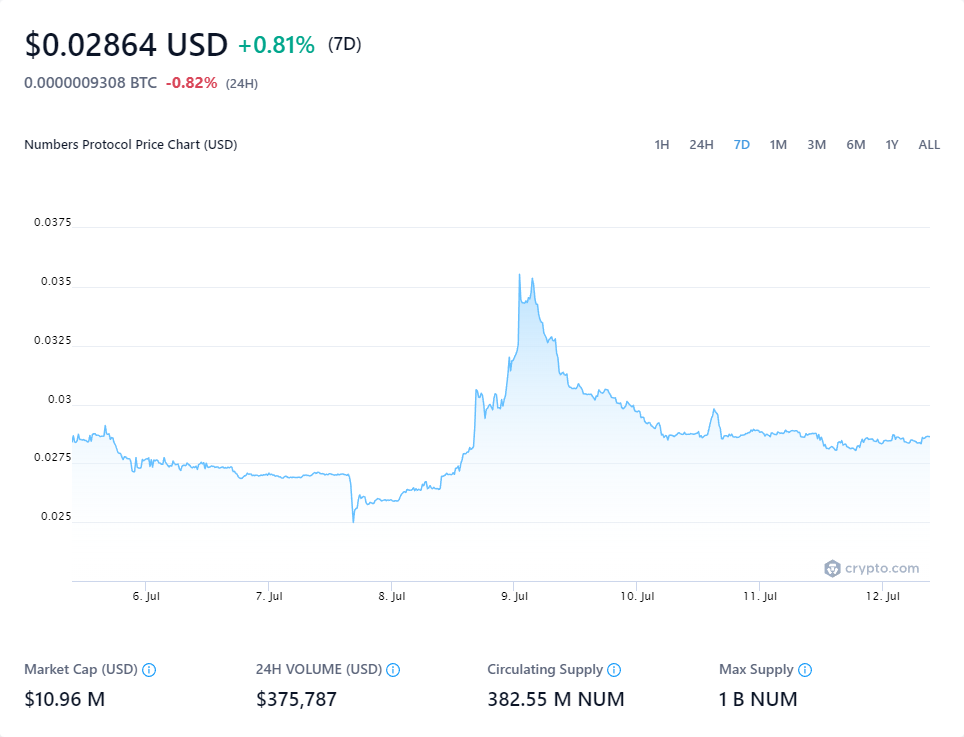 $0.02864 USD +0.81% (7D)
0.0000009308 BTC -0.82% (24H)
Numbers Protocol Price Chart (USD) 1H 24H 7D 1M 3M 6M 1Y ALL
0.0375
0.035
0.0325
0.03
0.0275
0.025
crypto.com
6. Jul 7. Jul 8. Jul 9. Jul 10. Jul 11. Jul 12. Jul
Market Cap (USD) 24H VOLUME (USD) Circulating Supply Max Supply
$10.96 M $375,787 382.55 M NUM 1 B NUM